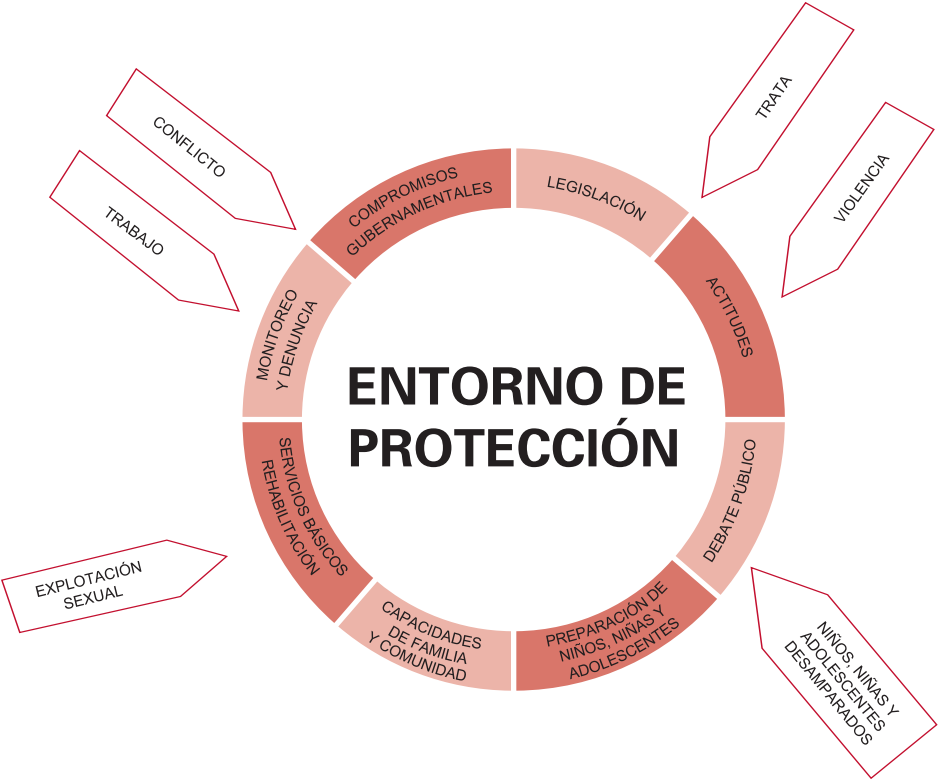 TRATA
CONFLICTO
VIOLENCIA
TRABAJO
COMPROMISOS
GUBERNAMENTALES
LEGISLACIÓN
ACTITUDES
MONITOREO
Y DENUNCIA
ENTORNO DE
PROTECCIÓN
DEBATE PÚBLICO
SERVICIOS BÁSICOS
REHABILITACIÓN
EXPLOTACIÓN
SEXUAL
CAPACIDADES
DE FAMILIA
Y COMUNIDAD
PREPARACIÓN DE
NIÑOS, NIÑAS Y
ADOLESCENTES
NIÑOS, NIÑAS Y
ADOLESCENTES
DESAMPARADOS